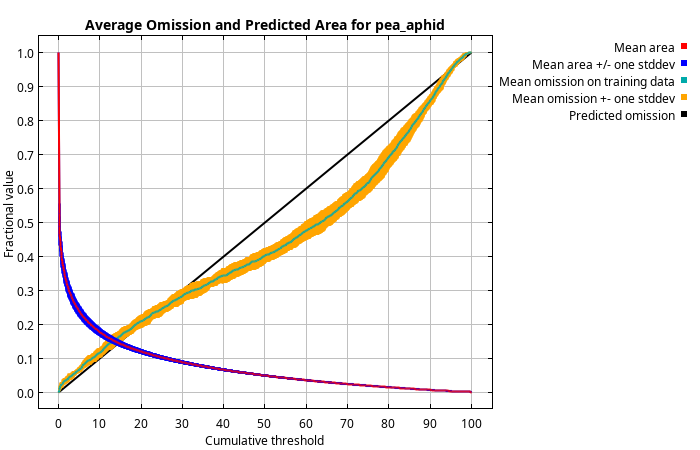 Average Omission and Predicted Area for pea_aphid
Mean area
Mean area +/- one stddev
Mean omission on training data
Mean omission +- one stddev
Predicted omission
Fractional value
1.0
0.9
0.8
0.7
0.6
0.5
0.4
0.3
0.2
0.1
0.0
0 10 20 30 40 50 60 70 80 90 100
Cumulative threshold